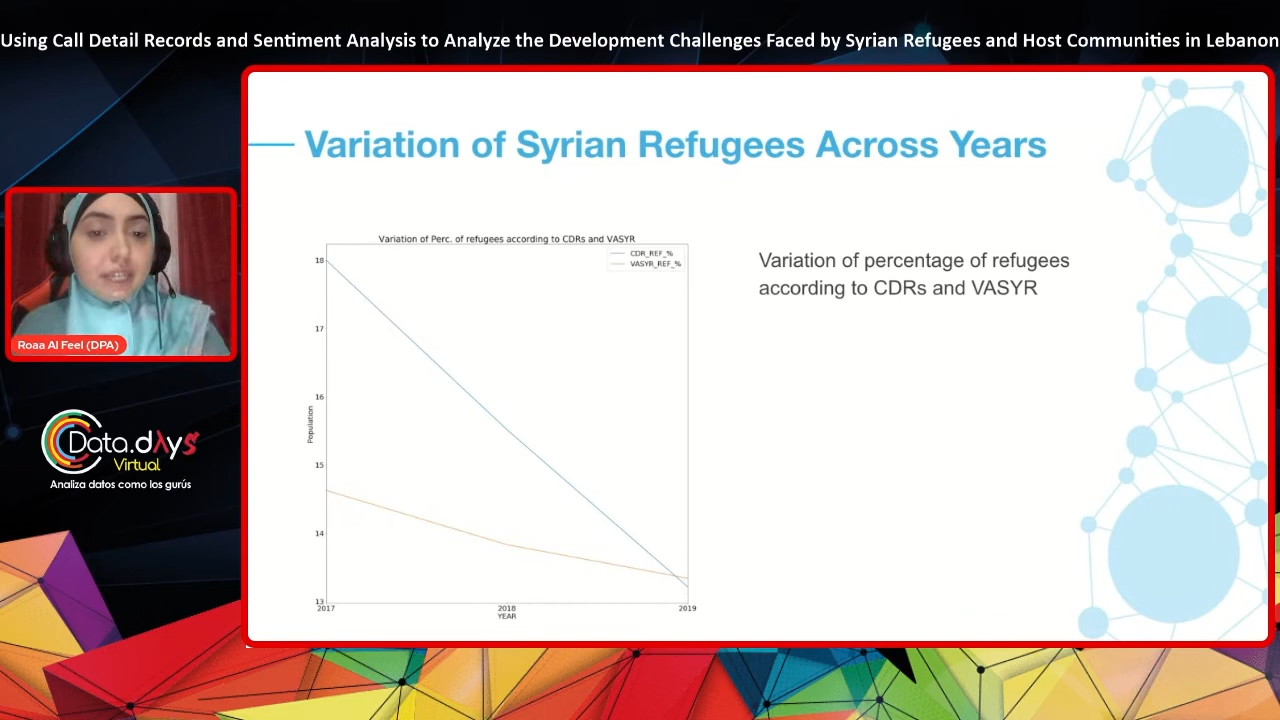 Using Call Detail Records and Sentiment Analysis to Analyze the Development Challenges Faced by Syrian Refugees and Host Communities in Lebanon
Variation of Syrian Refugees Across Years
Variation of Perc. of refugees according to CDRs and VASYR
CDR_REF_%
VASYR_REF_%
18
17
16
15
14
13
Population
2017
2018
2019
YEAR
Variation of percentage of refugees
according to CDRs and VASYR
Roaa Al Feel (DPA)
Data.dAys
Virtual
Analiza datos como los gurús